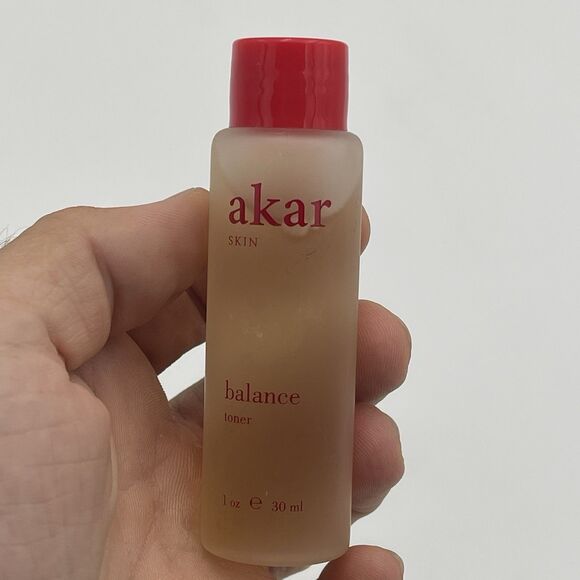 akar
SKIN
balance
toner
1 oz ℮ 30 ml